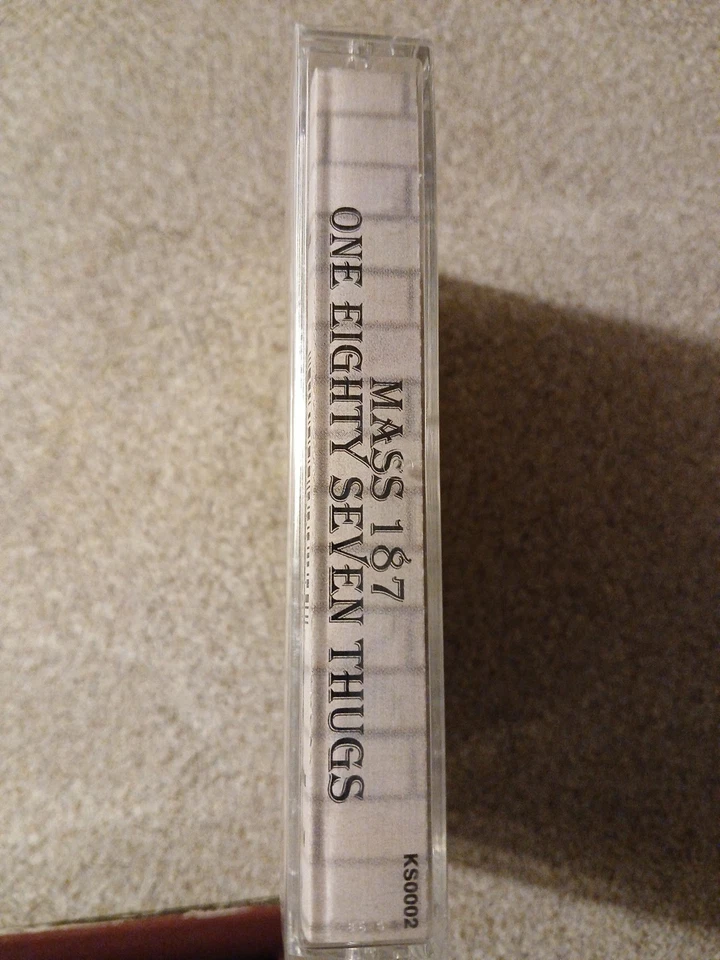 MASS 187
ONE EIGHTY SEVEN THUGS
KS0002